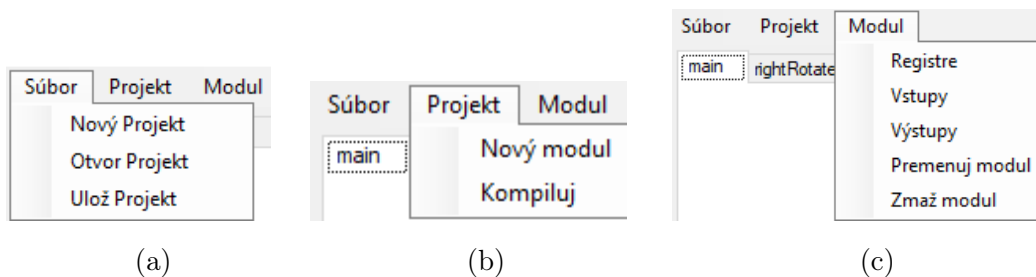 Súbor Projekt Modul
Nový Projekt
Otvor Projekt
Ulož Projekt
(a)
Súbor Projekt Modul
main
Nový modul
Kompiluj
(b)
Súbor Projekt Modul
main rightRotate
Registre
Vstupy
Výstupy
Premenuj modul
Zmaž modul
(c)